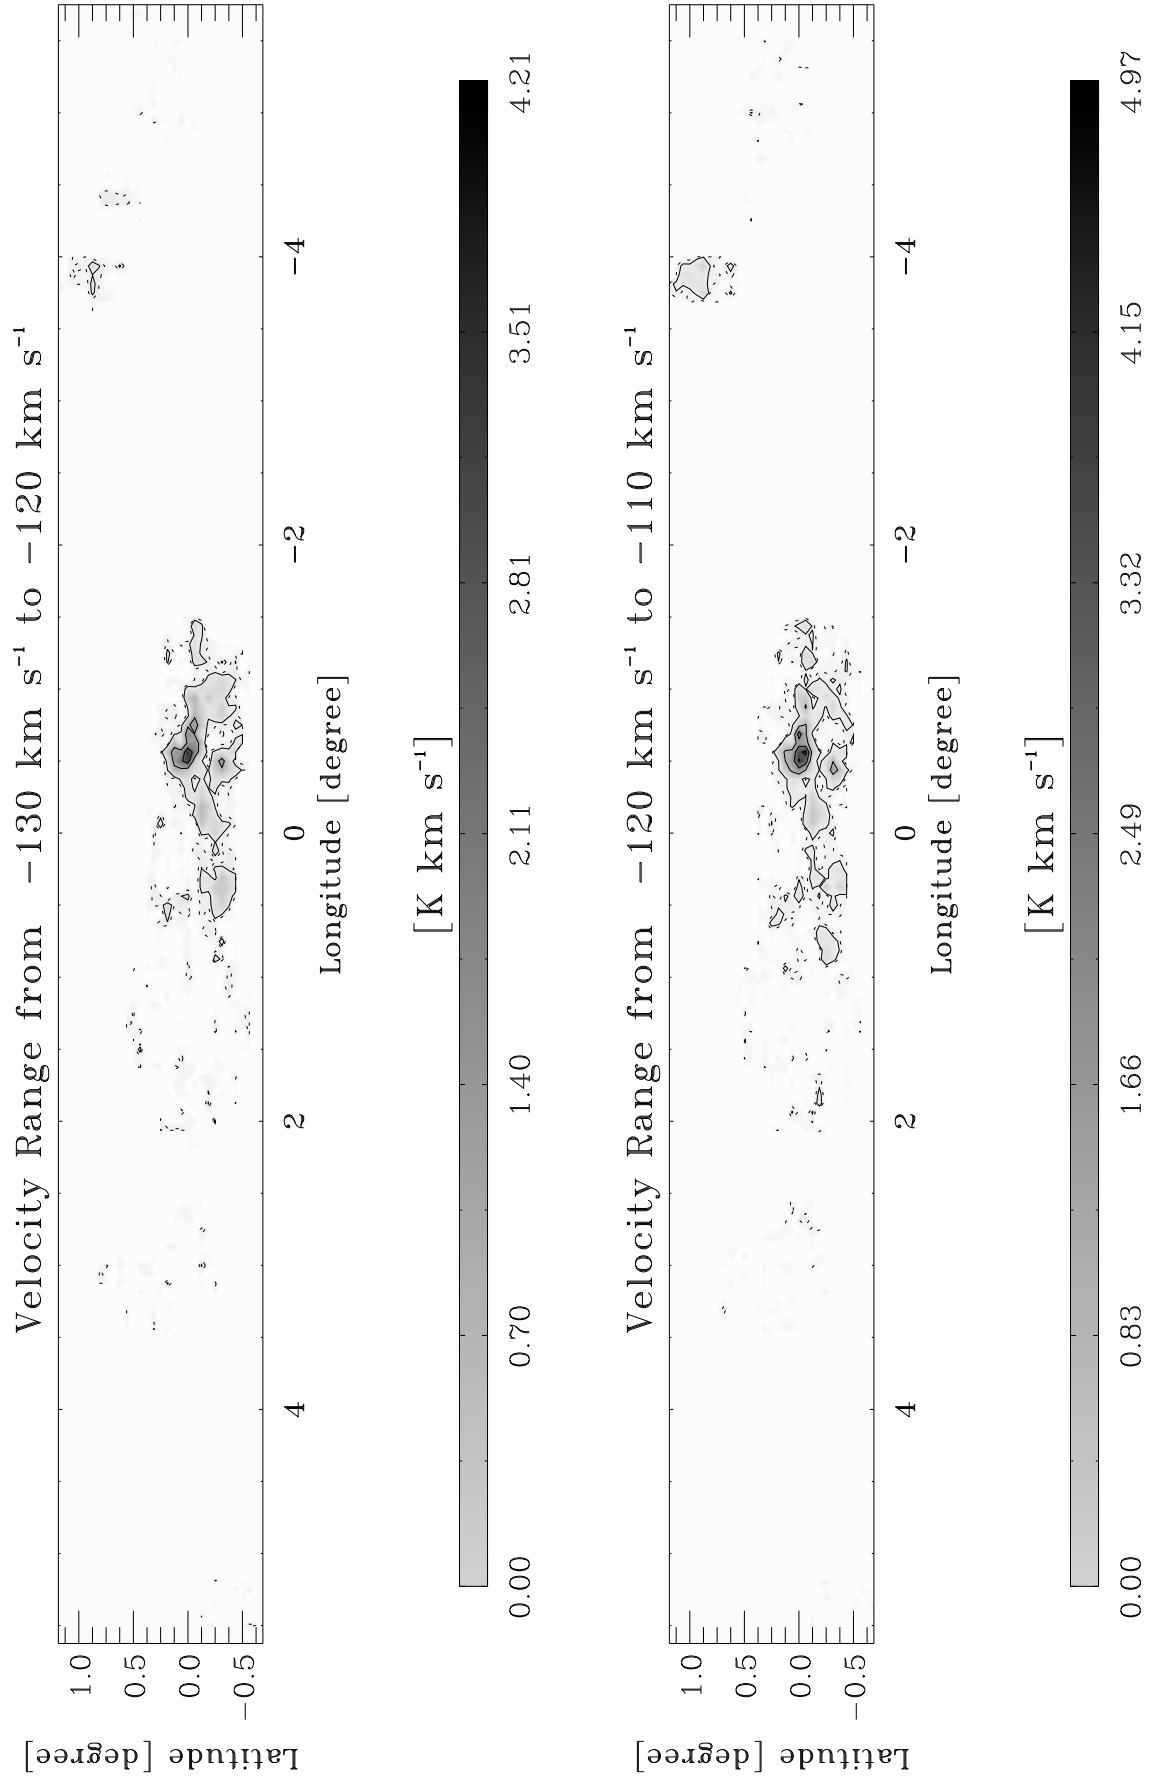 Velocity Range from −130 km s⁻¹ to −120 km s⁻¹
1.0
0.5
0.0
−0.5
Latitude [degree]
4 2 0 −2 −4
Longitude [degree]
[K km s⁻¹]
0.00 0.70 1.40 2.11 2.81 3.51 4.21
Velocity Range from −120 km s⁻¹ to −110 km s⁻¹
1.0
0.5
0.0
−0.5
Latitude [degree]
4 2 0 −2 −4
Longitude [degree]
[K km s⁻¹]
0.00 0.83 1.66 2.49 3.32 4.15 4.97